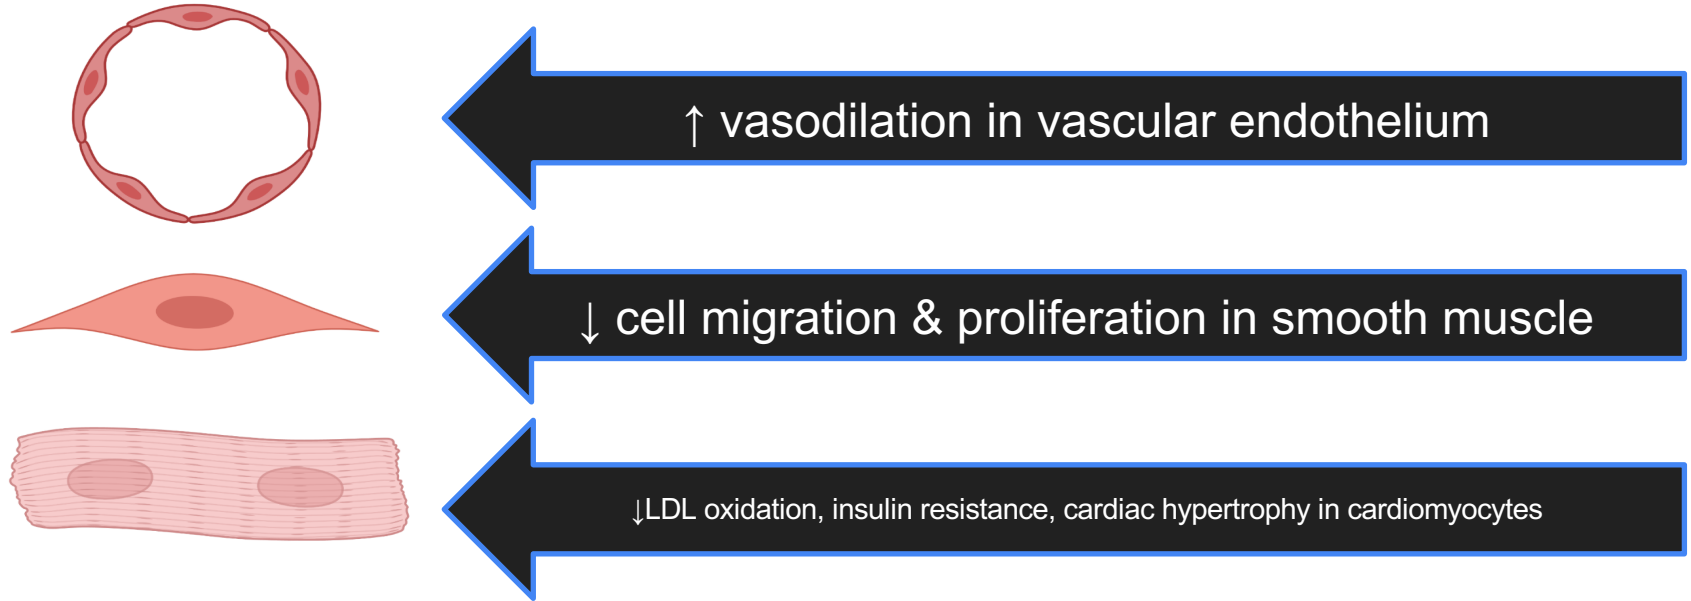 ↑ vasodilation in vascular endothelium
↓ cell migration & proliferation in smooth muscle
↓LDL oxidation, insulin resistance, cardiac hypertrophy in cardiomyocytes